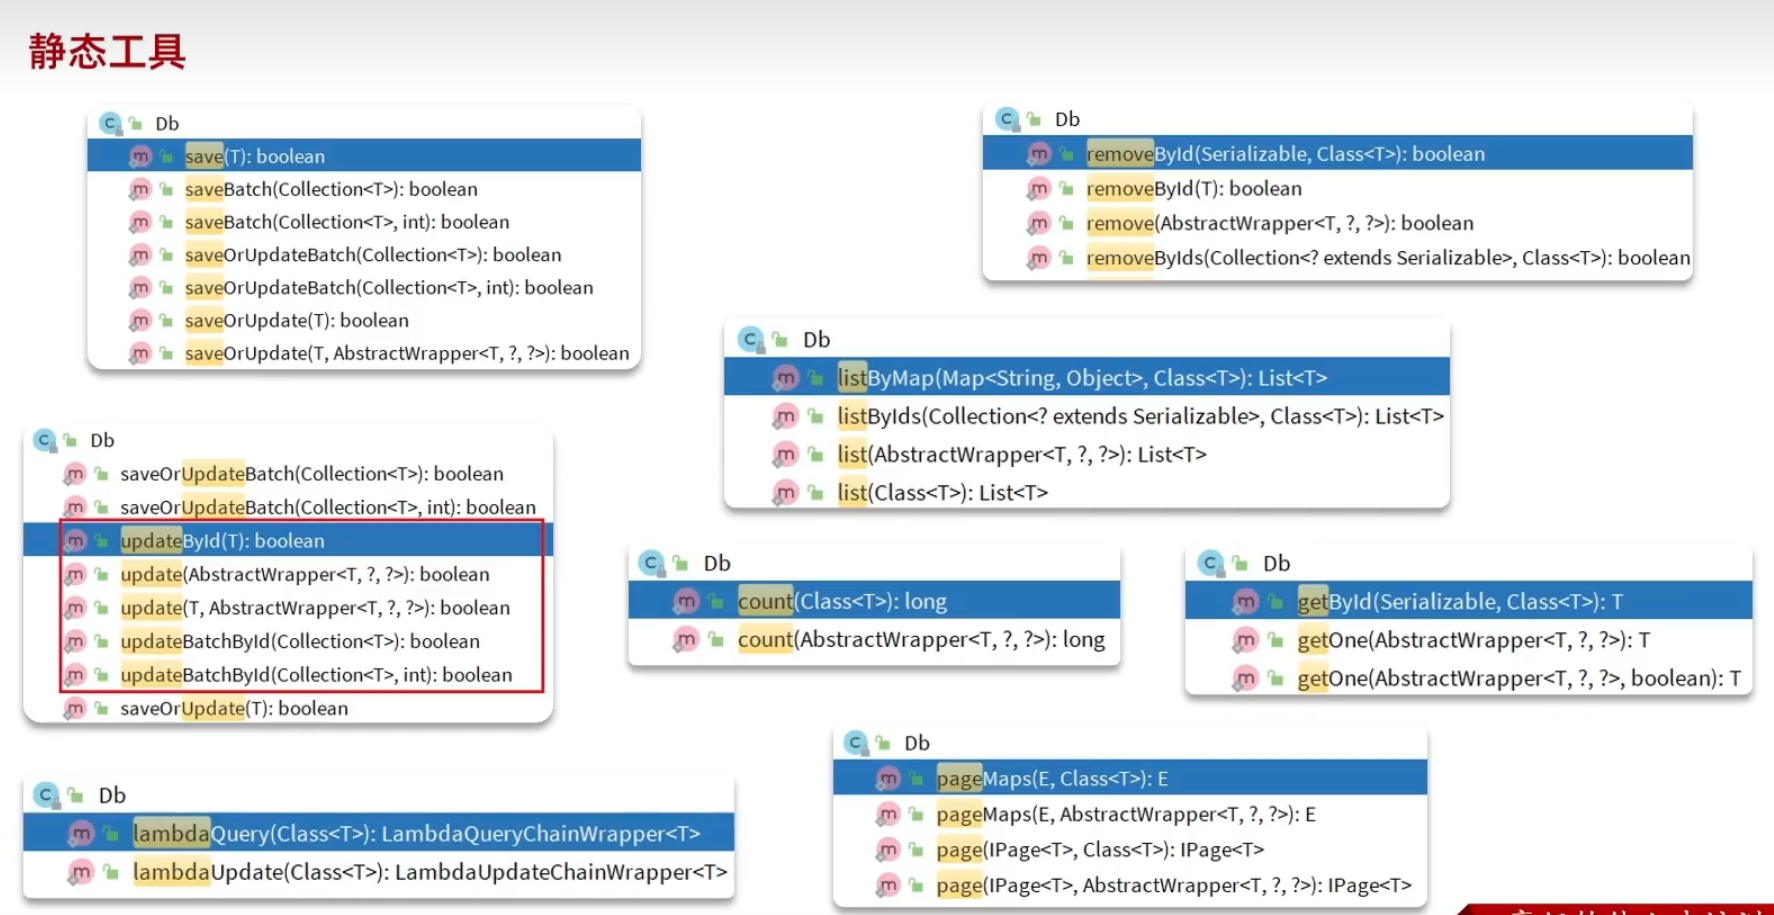 静态工具
Db
save(T): boolean
saveBatch(Collection<T>): boolean
saveBatch(Collection<T>, int): boolean
saveOrUpdateBatch(Collection<T>): boolean
saveOrUpdateBatch(Collection<T>, int): boolean
saveOrUpdate(T): boolean
saveOrUpdate(T, AbstractWrapper<T, ?, ?>): boolean
Db
removeById(Serializable, Class<T>): boolean
removeById(T): boolean
remove(AbstractWrapper<T, ?, ?>): boolean
removeByIds(Collection<? extends Serializable>, Class<T>): boolean
Db
listByMap(Map<String, Object>, Class<T>): List<T>
listByIds(Collection<? extends Serializable>, Class<T>): List<T>
list(AbstractWrapper<T, ?, ?>): List<T>
list(Class<T>): List<T>
Db
saveOrUpdateBatch(Collection<T>): boolean
saveOrUpdateBatch(Collection<T>, int): boolean
updateById(T): boolean
update(AbstractWrapper<T, ?, ?>): boolean
update(T, AbstractWrapper<T, ?, ?>): boolean
updateBatchById(Collection<T>): boolean
updateBatchById(Collection<T>, int): boolean
saveOrUpdate(T): boolean
Db
count(Class<T>): long
count(AbstractWrapper<T, ?, ?>): long
Db
getById(Serializable, Class<T>): T
getOne(AbstractWrapper<T, ?, ?>): T
getOne(AbstractWrapper<T, ?, ?>, boolean): T
Db
lambdaQuery(Class<T>): LambdaQueryChainWrapper<T>
lambdaUpdate(Class<T>): LambdaUpdateChainWrapper<T>
Db
pageMaps(E, Class<T>): E
pageMaps(E, AbstractWrapper<T, ?, ?>): E
page(IPage<T>, Class<T>): IPage<T>
page(IPage<T>, AbstractWrapper<T, ?, ?>): IPage<T>